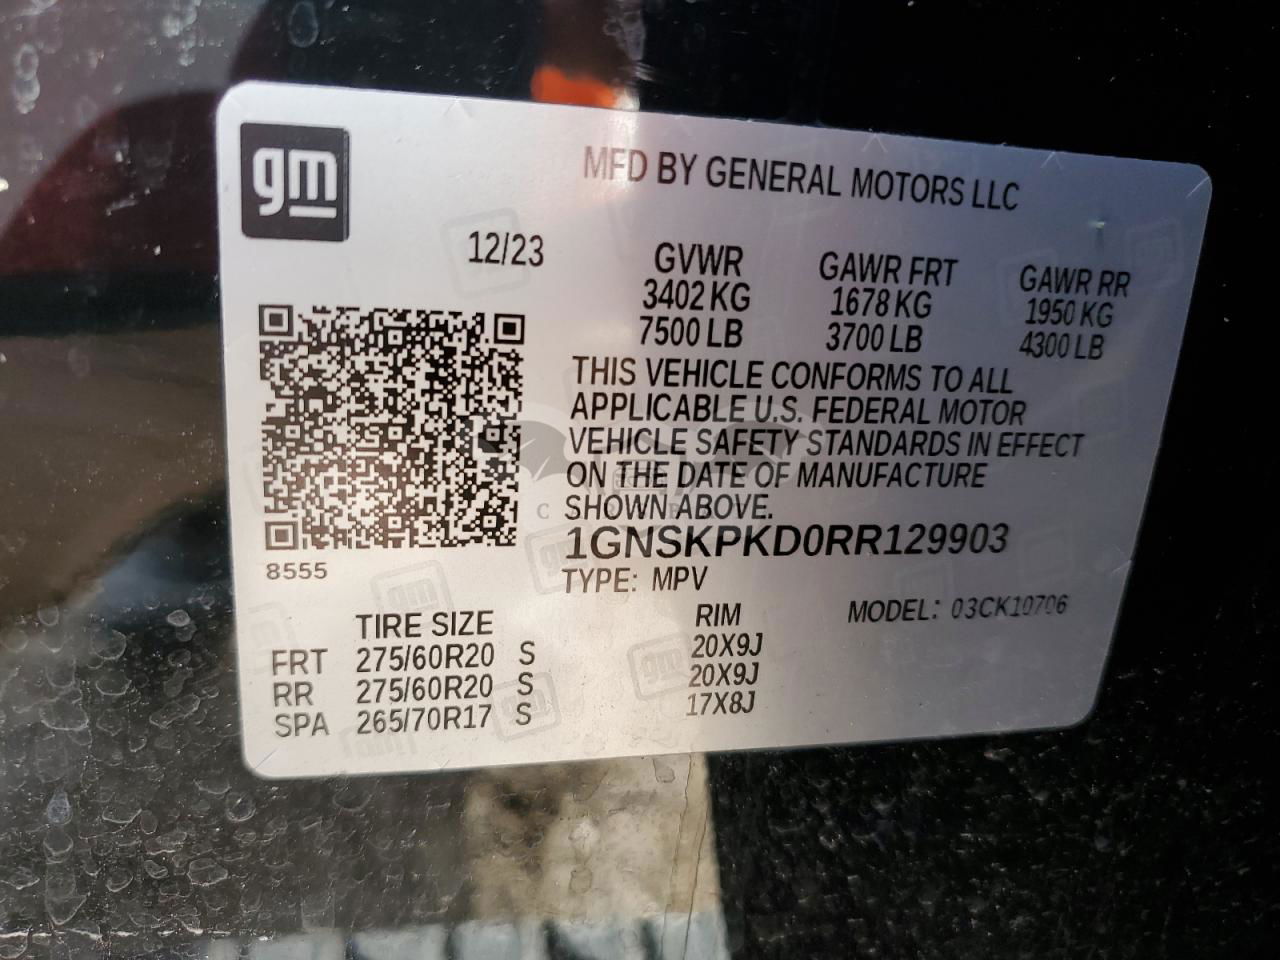 gm
MFD BY GENERAL MOTORS LLC
12/23
GVWR GAWR FRT GAWR RR
3402 KG 1678 KG 1950 KG
7500 LB 3700 LB 4300 LB
THIS VEHICLE CONFORMS TO ALL
APPLICABLE U.S. FEDERAL MOTOR
VEHICLE SAFETY STANDARDS IN EFFECT
ON THE DATE OF MANUFACTURE
SHOWN ABOVE.
1GNSKPKD0RR129903
8555
TYPE: MPV
MODEL: 03CK10706
TIRE SIZE RIM
FRT 275/60R20 S 20X9J
RR 275/60R20 S 20X9J
SPA 265/70R17 S 17X8J